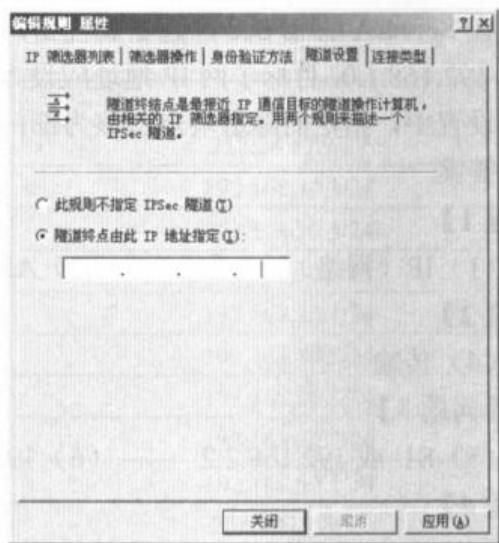 编辑规则 属性
IP 筛选器列表 筛选器操作 身份验证方法 隧道设置 连接类型
隧道终结点是最接近 IP 通信目标的隧道操作计算机，
由相关的 IP 筛选器指定。用两个规则来描述一个
IPSec 隧道。
此规则不指定 IPSec 隧道(T)
隧道终点由此 IP 地址指定(I):
. . .
关闭 取消 应用(A)